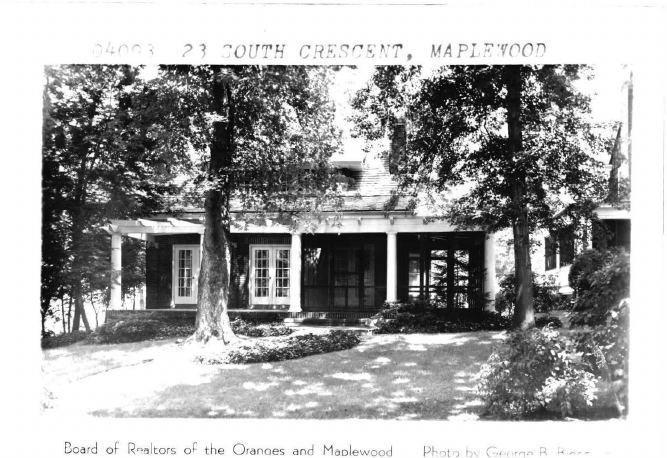 04093 23 SOUTH CRESCENT, MAPLEWOOD
Board of Realtors of the Oranges and Maplewood Photo by George B.